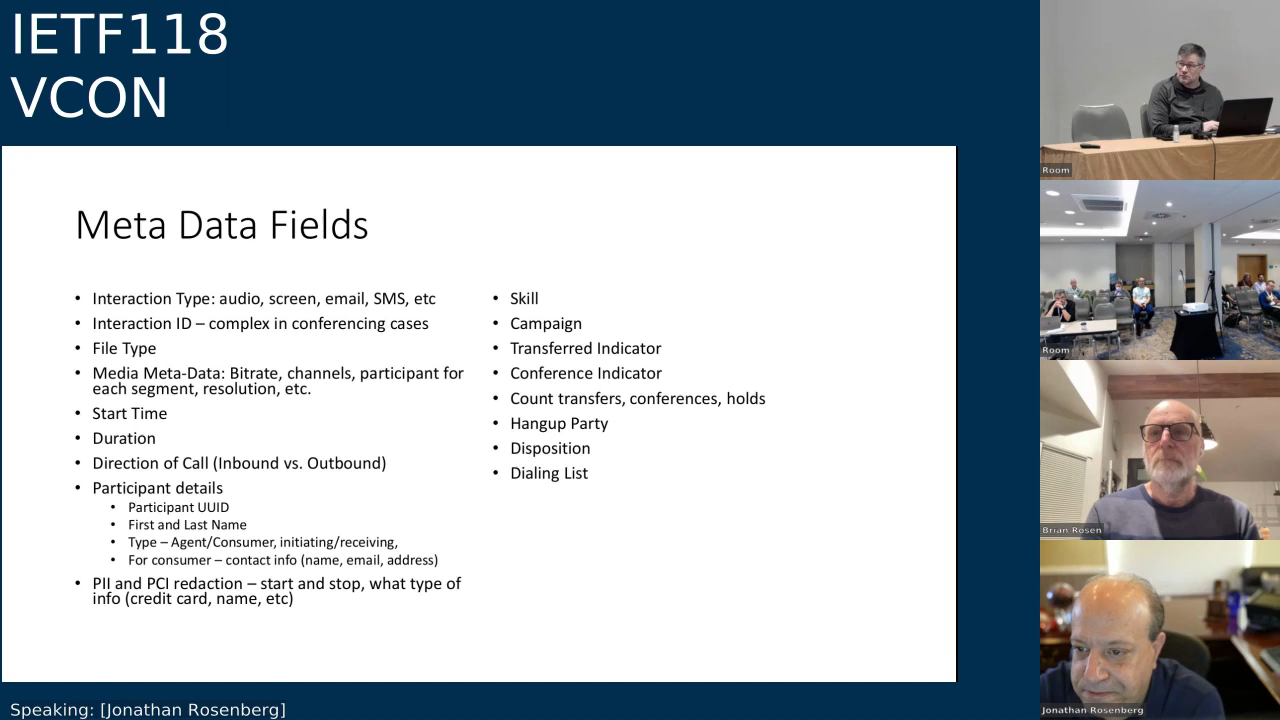 IETF118
VCON
Meta Data Fields
• Interaction Type: audio, screen, email, SMS, etc
• Interaction ID – complex in conferencing cases
• File Type
• Media Meta-Data: Bitrate, channels, participant for
each segment, resolution, etc.
• Start Time
• Duration
• Direction of Call (Inbound vs. Outbound)
• Participant details
• Participant UUID
• First and Last Name
• Type – Agent/Consumer, initiating/receiving,
• For consumer – contact info (name, email, address)
• PII and PCI redaction – start and stop, what type of
info (credit card, name, etc)
• Skill
• Campaign
• Transferred Indicator
• Conference Indicator
• Count transfers, conferences, holds
• Hangup Party
• Disposition
• Dialing List
Room
Room
Brian Rosen
Jonathan Rosenberg
Speaking: [Jonathan Rosenberg]